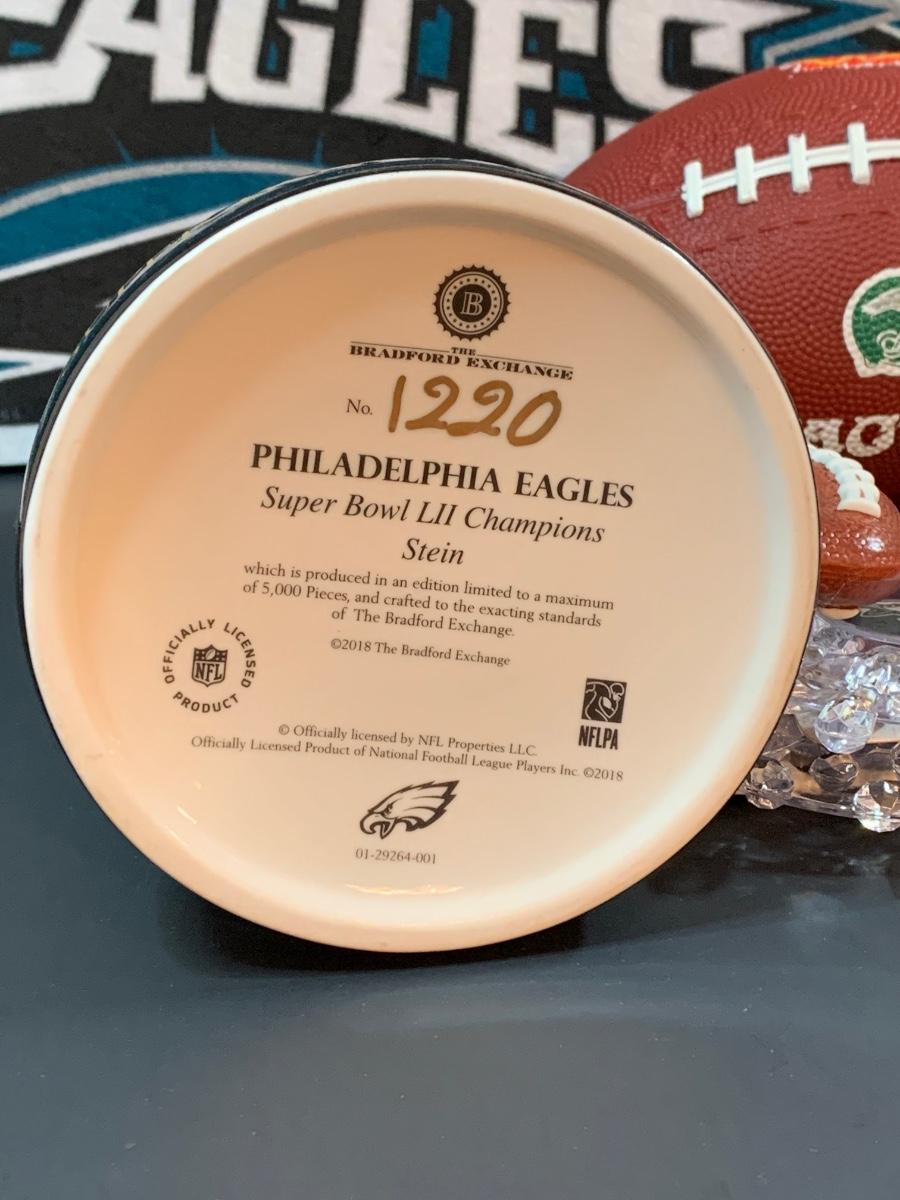 EAGLES
B
THE
BRADFORD EXCHANGE
No. 1220
PHILADELPHIA EAGLES
Super Bowl LII Champions
Stein
which is produced in an edition limited to a maximum
of 5,000 Pieces, and crafted to the exacting standards
of The Bradford Exchange.
©2018 The Bradford Exchange
OFFICIALLY LICENSED
NFL
PRODUCT
NFLPA
© Officially licensed by NFL Properties LLC.
Officially Licensed Product of National Football League Players Inc. ©2018
01-29264-001